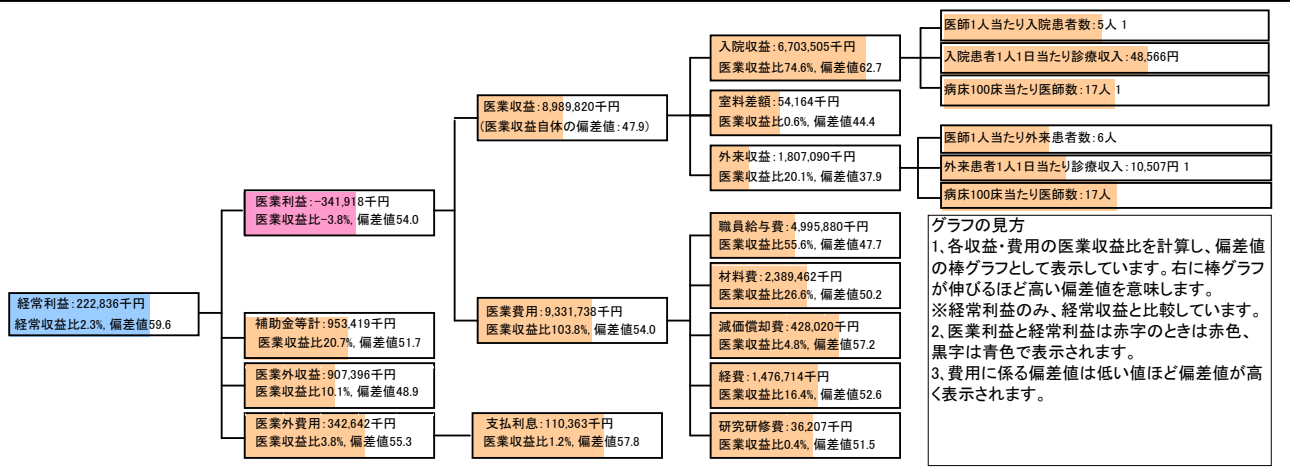 経常利益:222,836千円
経常収益比2.3%, 偏差値59.6
医業利益:-341,918千円
医業収益比-3.8%, 偏差値54.0
補助金等計:953,419千円
医業収益比20.7%, 偏差値51.7
医業外収益:907,396千円
医業収益比10.1%, 偏差値48.9
医業外費用:342,642千円
医業収益比3.8%, 偏差値55.3
医業収益:8,989,820千円
(医業収益自体の偏差値:47.9)
医業費用:9,331,738千円
医業収益比103.8%, 偏差値54.0
支払利息:110,363千円
医業収益比1.2%, 偏差値57.8
入院収益:6,703,505千円
医業収益比74.6%, 偏差値62.7
室料差額:54,164千円
医業収益比0.6%, 偏差値44.4
外来収益:1,807,090千円
医業収益比20.1%, 偏差値37.9
職員給与費:4,995,880千円
医業収益比55.6%, 偏差値47.7
材料費:2,389,462千円
医業収益比26.6%, 偏差値50.2
減価償却費:428,020千円
医業収益比4.8%, 偏差値57.2
経費:1,476,714千円
医業収益比16.4%, 偏差値52.6
研究研修費:36,207千円
医業収益比0.4%, 偏差値51.5
医師1人当たり入院患者数:5人 1
入院患者1人1日当たり診療収入:48,566円
病床100床当たり医師数:17人 1
医師1人当たり外来患者数:6人
外来患者1人1日当たり診療収入:10,507円 1
病床100床当たり医師数:17人
グラフの見方
1、各収益・費用の医業収益比を計算し、偏差値
の棒グラフとして表示しています。右に棒グラフ
が伸びるほど高い偏差値を意味します。
※経常利益のみ、経常収益と比較しています。
2、医業利益と経常利益は赤字のときは赤色、
黒字は青色で表示されます。
3、費用に係る偏差値は低い値ほど偏差値が高
く表示されます。